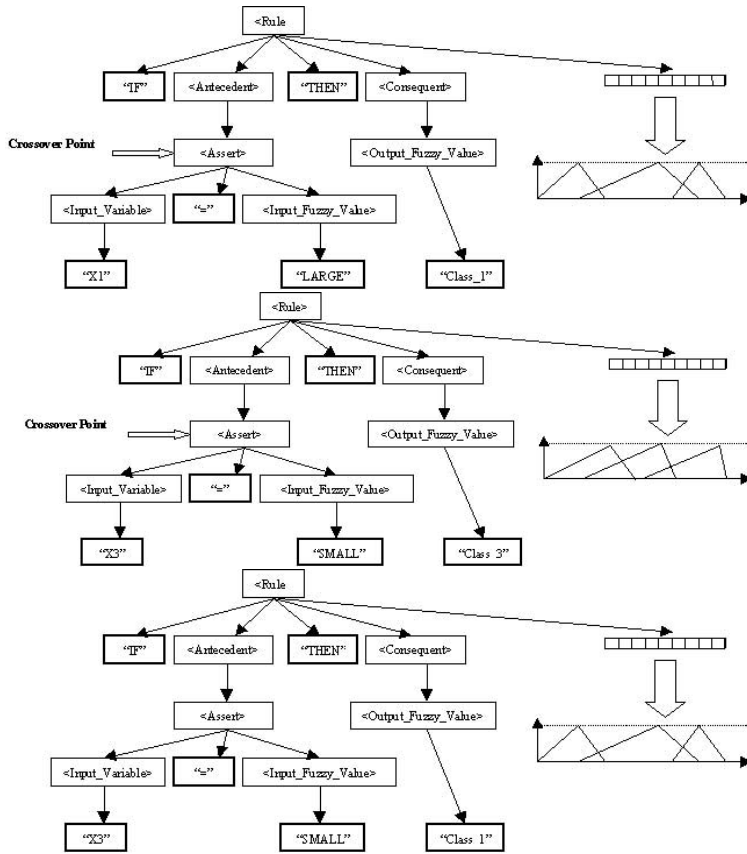 <Rule
“IF” <Antecedent> “THEN” <Consequent>
Crossover Point
<Assert> <Output_Fuzzy_Value>
<Input_Variable> “=” <Input_Fuzzy_Value>
“X1” “LARGE” “Class_1”
<Rule>
“IF” <Antecedent> “THEN” <Consequent>
Crossover Point
<Assert> <Output_Fuzzy_Value>
<Input_Variable> “=” <Input_Fuzzy_Value>
“X3” “SMALL” “Class 3”
<Rule
“IF” <Antecedent> “THEN” <Consequent>
<Assert> <Output_Fuzzy_Value>
<Input_Variable> “=” <Input_Fuzzy_Value>
“X3” “SMALL” “Class 1”